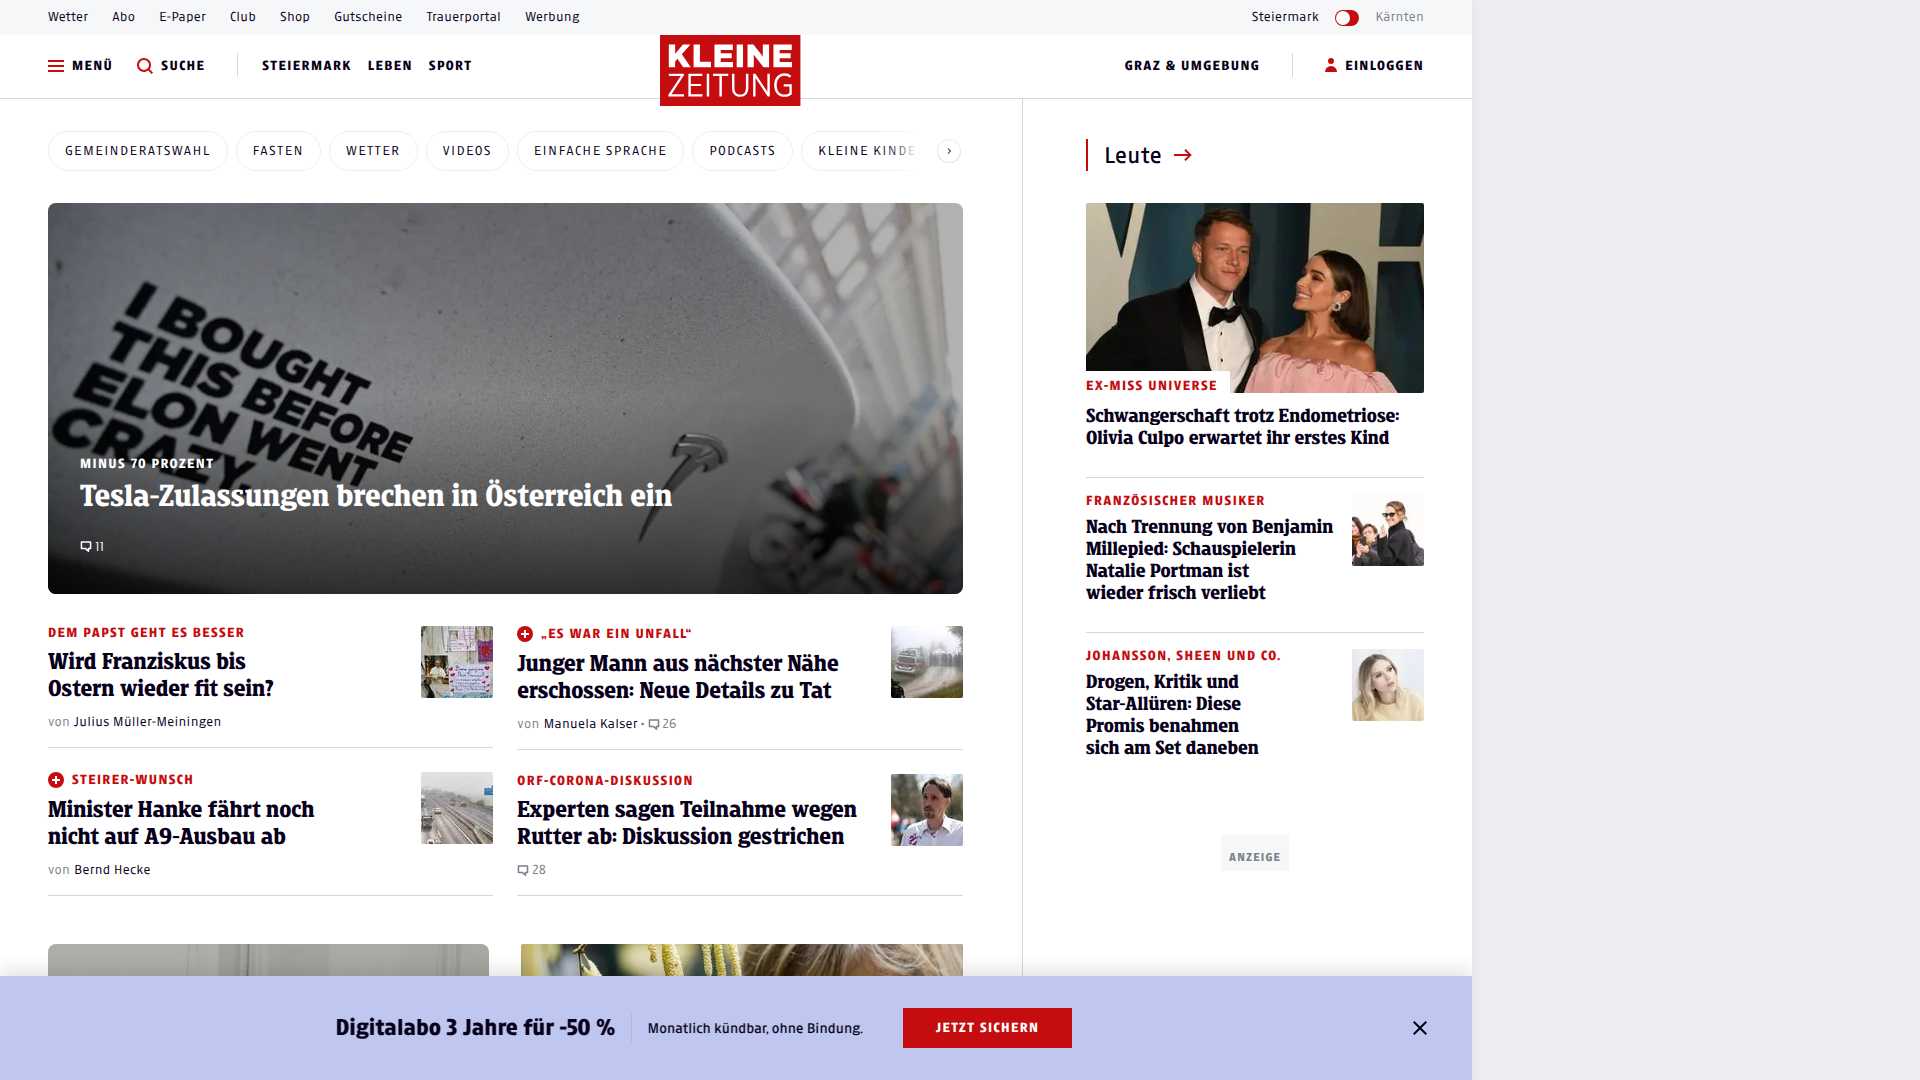 Wetter Abo E-Paper Club Shop Gutscheine Trauerportal Werbung Steiermark Kärnten
MENÜ SUCHE STEIERMARK LEBEN SPORT KLEINE ZEITUNG GRAZ & UMGEBUNG EINLOGGEN
GEMEINDERATSWAHL FASTEN WETTER VIDEOS EINFACHE SPRACHE PODCASTS KLEINE KINDE
I BOUGHT
THIS BEFORE
ELON WENT
CRAZY.
MINUS 70 PROZENT
Tesla-Zulassungen brechen in Österreich ein
11
DEM PAPST GEHT ES BESSER
Wird Franziskus bis
Ostern wieder fit sein?
von Julius Müller-Meiningen
„ES WAR EIN UNFALL“
Junger Mann aus nächster Nähe
erschossen: Neue Details zu Tat
von Manuela Kalser • 26
STEIRER-WUNSCH
Minister Hanke fährt noch
nicht auf A9-Ausbau ab
von Bernd Hecke
ORF-CORONA-DISKUSSION
Experten sagen Teilnahme wegen
Rutter ab: Diskussion gestrichen
28
Leute
EX-MISS UNIVERSE
Schwangerschaft trotz Endometriose:
Olivia Culpo erwartet ihr erstes Kind
FRANZÖSISCHER MUSIKER
Nach Trennung von Benjamin
Millepied: Schauspielerin
Natalie Portman ist
wieder frisch verliebt
JOHANSSON, SHEEN UND CO.
Drogen, Kritik und
Star-Allüren: Diese
Promis benahmen
sich am Set daneben
ANZEIGE
Digitalabo 3 Jahre für -50 % Monatlich kündbar, ohne Bindung. JETZT SICHERN